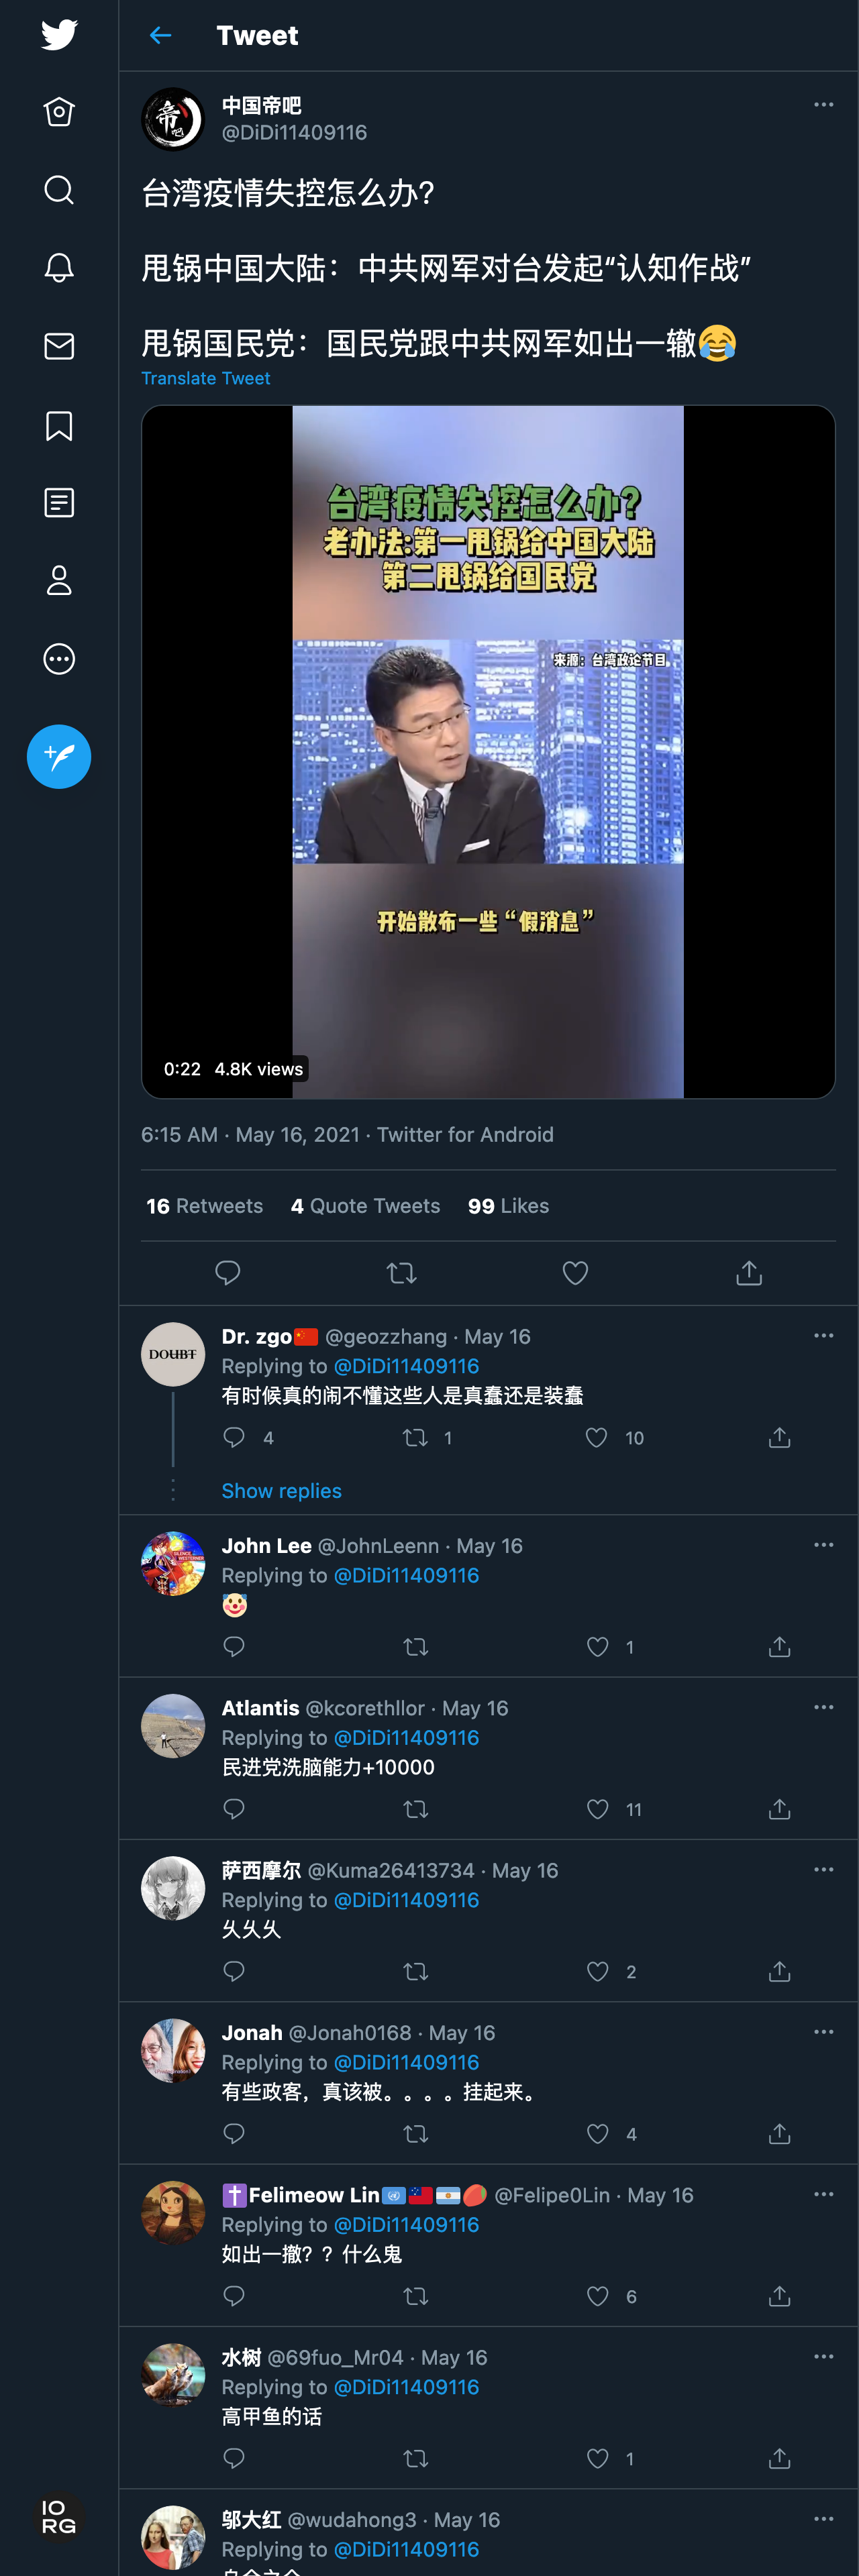 Tweet
中国帝吧
@DiDi11409116
台湾疫情失控怎么办?
甩锅中国大陆：中共网军对台发起“认知作战”
甩锅国民党：国民党跟中共网军如出一辙😂
Translate Tweet
帝吧
台湾疫情失控怎么办?
老办法:第一甩锅给中国大陆
第二甩锅给国民党
来源：台湾政论节目
开始散布一些“假消息”
0:22 4.8K views
6:15 AM · May 16, 2021 · Twitter for Android
16 Retweets 4 Quote Tweets 99 Likes
DOUBT
Dr. zgo🇨🇳 @geozzhang · May 16
Replying to @DiDi11409116
有时候真的闹不懂这些人是真蠢还是装蠢
4 1 10
Show replies
SILENCE WESTERNER
John Lee @JohnLeenn · May 16
Replying to @DiDi11409116
🤡
1
Atlantis @kcorethllor · May 16
Replying to @DiDi11409116
民进党洗脑能力+10000
11
萨西摩尔 @Kuma26413734 · May 16
Replying to @DiDi11409116
乆乆乆
2
Jonah @Jonah0168 · May 16
Replying to @DiDi11409116
有些政客，真该被。。。。挂起来。
4
✝️Felimeow Lin🇺🇳🇹🇼🇦🇷🥭 @Felipe0Lin · May 16
Replying to @DiDi11409116
如出一撤？？什么鬼
6
水树 @69fuo_Mr04 · May 16
Replying to @DiDi11409116
高甲鱼的话
1
IO
RG
邬大红 @wudahong3 · May 16
Replying to @DiDi11409116